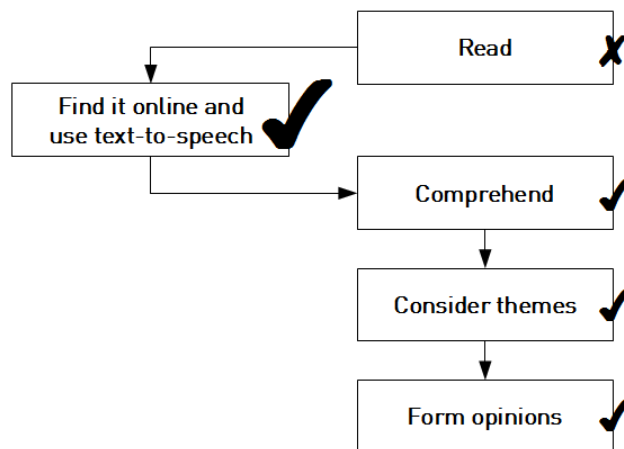 Read
Find it online and
use text-to-speech
Comprehend
Consider themes
Form opinions